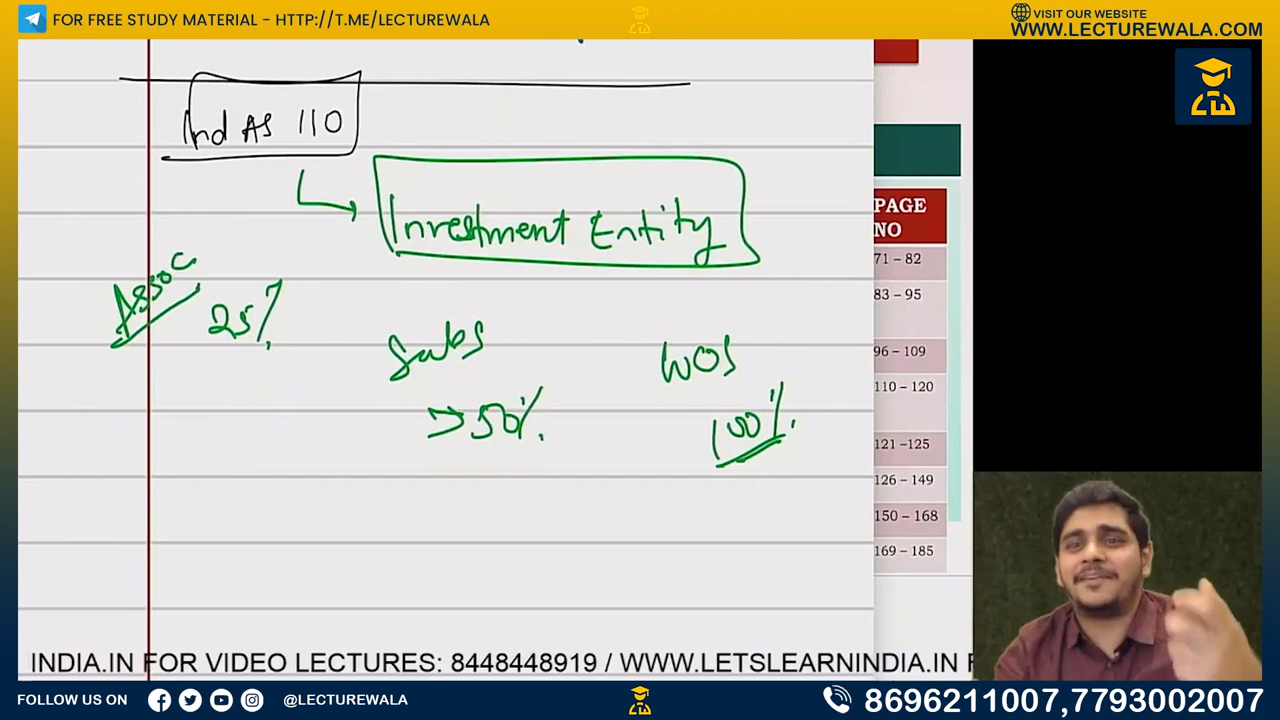 FOR FREE STUDY MATERIAL - HTTP://T.ME/LECTUREWALA
VISIT OUR WEBSITE
WWW.LECTUREWALA.COM
Ind AS 110
Investment Entity
Assoc
25%
Subs
>50%.
WOS
100%.
PAGE
NO
71 – 82
83 – 95
96 – 109
110 – 120
121 –125
126 – 149
150 – 168
169 – 185
INDIA.IN FOR VIDEO LECTURES: 8448448919 / WWW.LETSLEARNINDIA.IN F
FOLLOW US ON
@LECTUREWALA
8696211007,7793002007